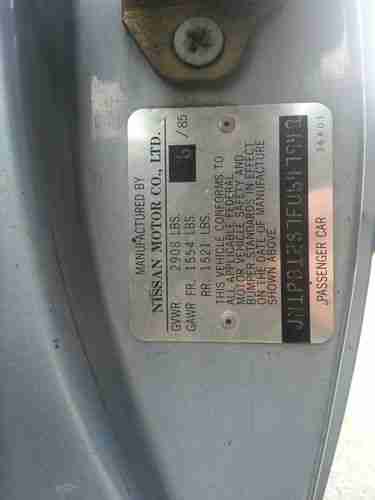 MANUFACTURED BY 6 / 85
NISSAN MOTOR CO., LTD.
GVWR 2908 LBS.
GAWR FR. 1554 LBS.
RR 1521 LBS.
THIS VEHICLE CONFORMS TO
ALL APPLICABLE FEDERAL
MOTOR VEHICLE SAFETY AND
BUMPER STANDARDS IN EFFECT
ON THE DATE OF MANUFACTURE
SHOWN ABOVE.
PASSENGER CAR